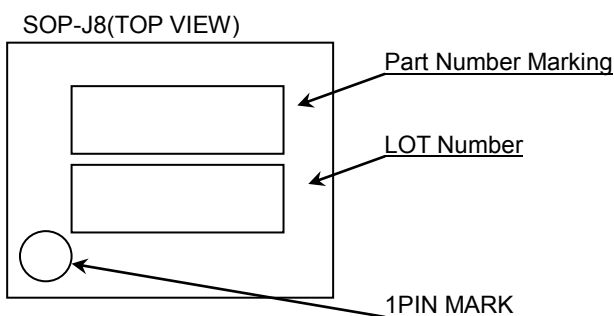 SOP-J8(TOP VIEW)
Part Number Marking
LOT Number
1PIN MARK